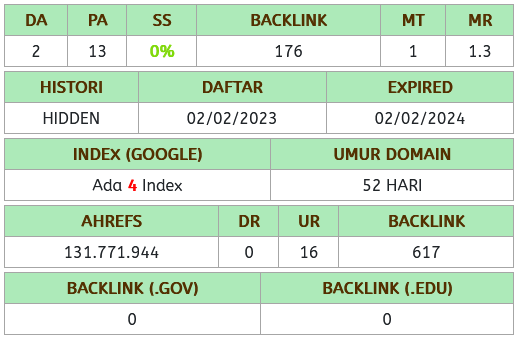 DA PA SS BACKLINK MT MR
2 13 0% 176 1 1.3
HISTORI DAFTAR EXPIRED
HIDDEN 02/02/2023 02/02/2024
INDEX (GOOGLE) UMUR DOMAIN
Ada 4 Index 52 HARI
AHREFS DR UR BACKLINK
131.771.944 0 16 617
BACKLINK (.GOV) BACKLINK (.EDU)
0 0